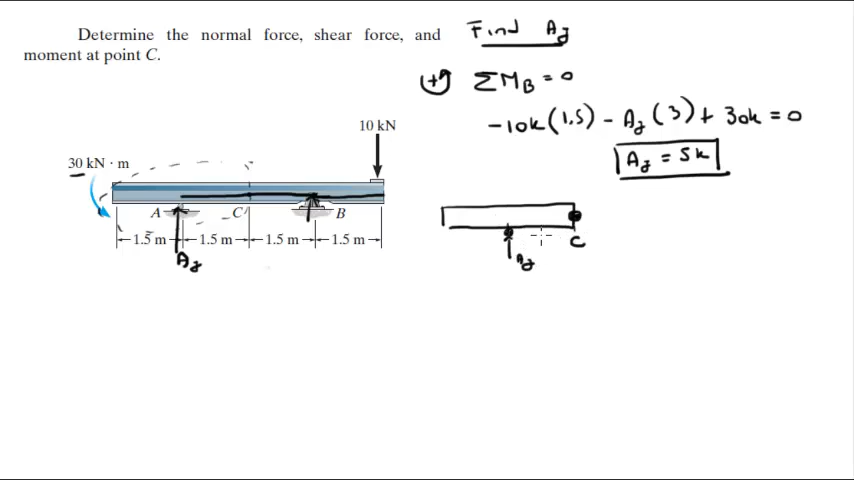 Determine the normal force, shear force, and
moment at point C.
Find Ay
+ ΣMB = 0
-10k(1.5) - Ay(3) + 30k = 0
Ay = 5k
10 kN
30 kN · m
A
C
B
1.5 m
1.5 m
1.5 m
1.5 m
Ay
Ay
C